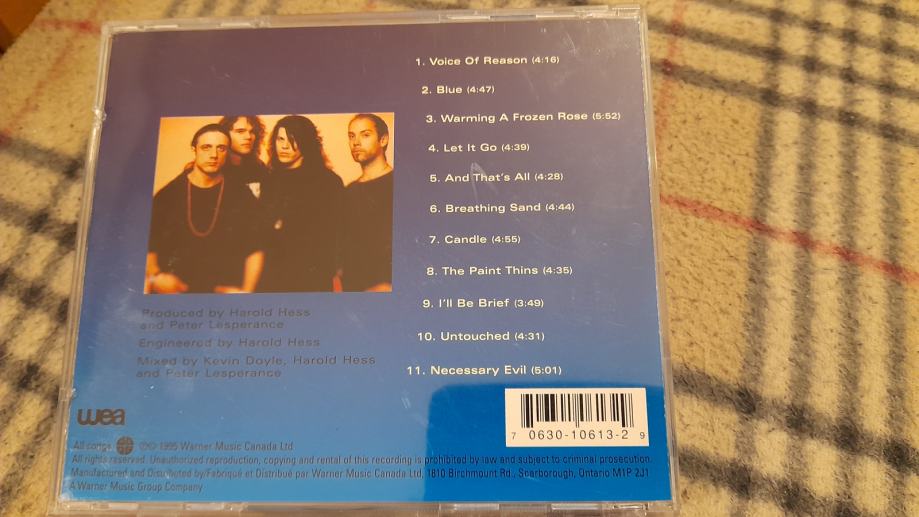 1. Voice Of Reason (4:16)
2. Blue (4:47)
3. Warming A Frozen Rose (5:52)
4. Let It Go (4:39)
5. And That's All (4:28)
6. Breathing Sand (4:44)
7. Candle (4:55)
8. The Paint Thins (4:35)
9. I'll Be Brief (3:49)
10. Untouched (4:31)
11. Necessary Evil (5:01)
Produced by Harold Hess
and Peter Lesperance
Engineered by Harold Hess
Mixed by Kevin Doyle, Harold Hess
and Peter Lesperance
wea
7 0630-10613-2 9
All songs ℗© 1995 Warner Music Canada Ltd.
All rights reserved. Unauthorized reproduction, copying and rental of this recording is prohibited by law and subject to criminal prosecution.
Manufactured and Distributed by/Fabriqué et Distribué par Warner Music Canada Ltd, 1810 Birchmount Rd., Scarborough, Ontario M1P 2J1
A Warner Music Group Company